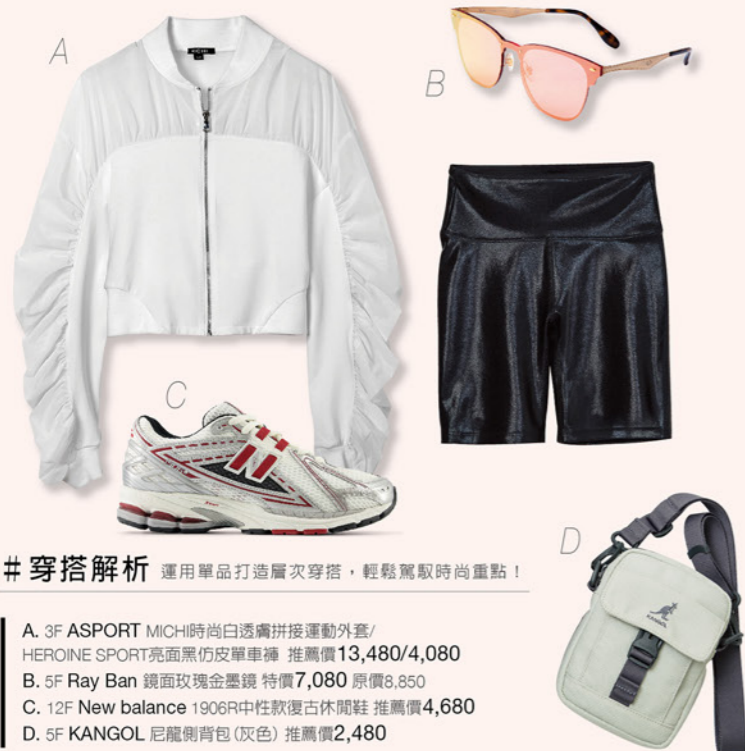 A
B
C
D
KANGOL
#穿搭解析 運用單品打造層次穿搭，輕鬆駕馭時尚重點！
A. 3F ASPORT MICHI時尚白透膚拼接運動外套/
HEROINE SPORT亮面黑仿皮單車褲 推薦價13,480/4,080
B. 5F Ray Ban 鏡面玫瑰金墨鏡 特價7,080 原價8,850
C. 12F New balance 1906R中性款復古休閒鞋 推薦價4,680
D. 5F KANGOL 尼龍側背包(灰色) 推薦價2,480